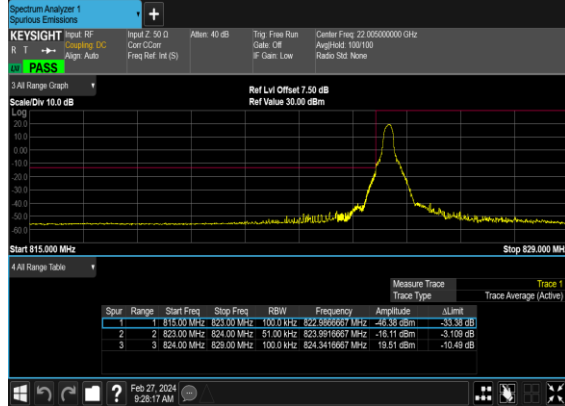 Spectrum Analyzer 1
Spurious Emissions
+
KEYSIGHT Input: RF Input Z: 50 Ω Atten: 40 dB Trig: Free Run Center Freq: 22.005000000 GHz
R T Coupling: DC Corr CCorr Gate: Off Avg|Hold: 100/100
Align: Auto Freq Ref: Int (S) IF Gain: Low Radio Std: None
PASS
3 All Range Graph
Ref Lvl Offset 7.50 dB
Scale/Div 10.0 dB Ref Value 30.00 dBm
Log
20.0
10.0
0.00
-10.0
-20.0
-30.0
-40.0
-50.0
-60.0
Start 815.000 MHz Stop 829.000 MH
4 All Range Table
Measure Trace Trace 1
Trace Type Trace Average (Active)
Spur Range Start Freq Stop Freq RBW Frequency Amplitude ΔLimit
1 1 815.00 MHz 823.00 MHz 100.0 kHz 822.9866667 MHz -46.38 dBm -33.38 dB
2 2 823.00 MHz 824.00 MHz 51.00 kHz 823.9916667 MHz -16.11 dBm -3.109 dB
3 3 824.00 MHz 829.00 MHz 100.0 kHz 824.3416667 MHz 19.51 dBm -10.49 dB
? Feb 27, 2024
9:28:17 AM